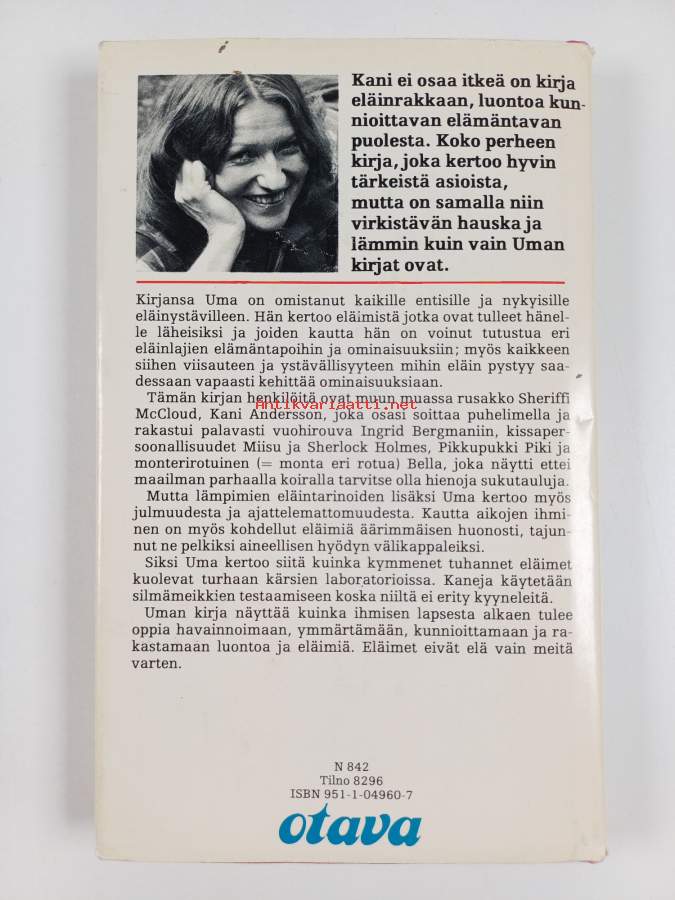 Kani ei osaa itkeä on kirja
eläinrakkaan, luontoa kun-
nioittavan elämäntavan
puolesta. Koko perheen
kirja, joka kertoo hyvin
tärkeistä asioista,
mutta on samalla niin
virkistävän hauska ja
lämmin kuin vain Uman
kirjat ovat.
Kirjansa Uma on omistanut kaikille entisille ja nykyisille
eläinystävilleen. Hän kertoo eläimistä jotka ovat tulleet hänel-
le läheisiksi ja joiden kautta hän on voinut tutustua eri
eläinlajien elämäntapoihin ja ominaisuuksiin; myös kaikkeen
siihen viisauteen ja ystävällisyyteen mihin eläin pystyy saa-
dessaan vapaasti kehittää ominaisuuksiaan.
Tämän kirjan henkilöitä ovat muun muassa rusakko Sheriffi
Antikvariaatti.net
McCloud, Kani Andersson, joka osasi soittaa puhelimella ja
rakastui palavasti vuohirouva Ingrid Bergmaniin, kissaper-
soonallisuudet Miisu ja Sherlock Holmes, Pikkupukki Piki ja
monterirotuinen (= monta eri rotua) Bella, joka näytti ettei
maailman parhaalla koiralla tarvitse olla hienoja sukutauluja.
Mutta lämpimien eläintarinoiden lisäksi Uma kertoo myös
julmuudesta ja ajattelemattomuudesta. Kautta aikojen ihmi-
nen on myös kohdellut eläimiä äärimmäisen huonosti, tajun-
nut ne pelkiksi aineellisen hyödyn välikappaleiksi.
Siksi Uma kertoo siitä kuinka kymmenet tuhannet eläimet
kuolevat turhaan kärsien laboratorioissa. Kaneja käytetään
silmämeikkien testaamiseen koska niiltä ei erity kyyneleitä.
Uman kirja näyttää kuinka ihmisen lapsesta alkaen tulee
oppia havainnoimaan, ymmärtämään, kunnioittamaan ja ra-
kastamaan luontoa ja eläimiä. Eläimet eivät elä vain meitä
varten.
N 842
Tilno 8296
ISBN 951-1-04960-7
otava